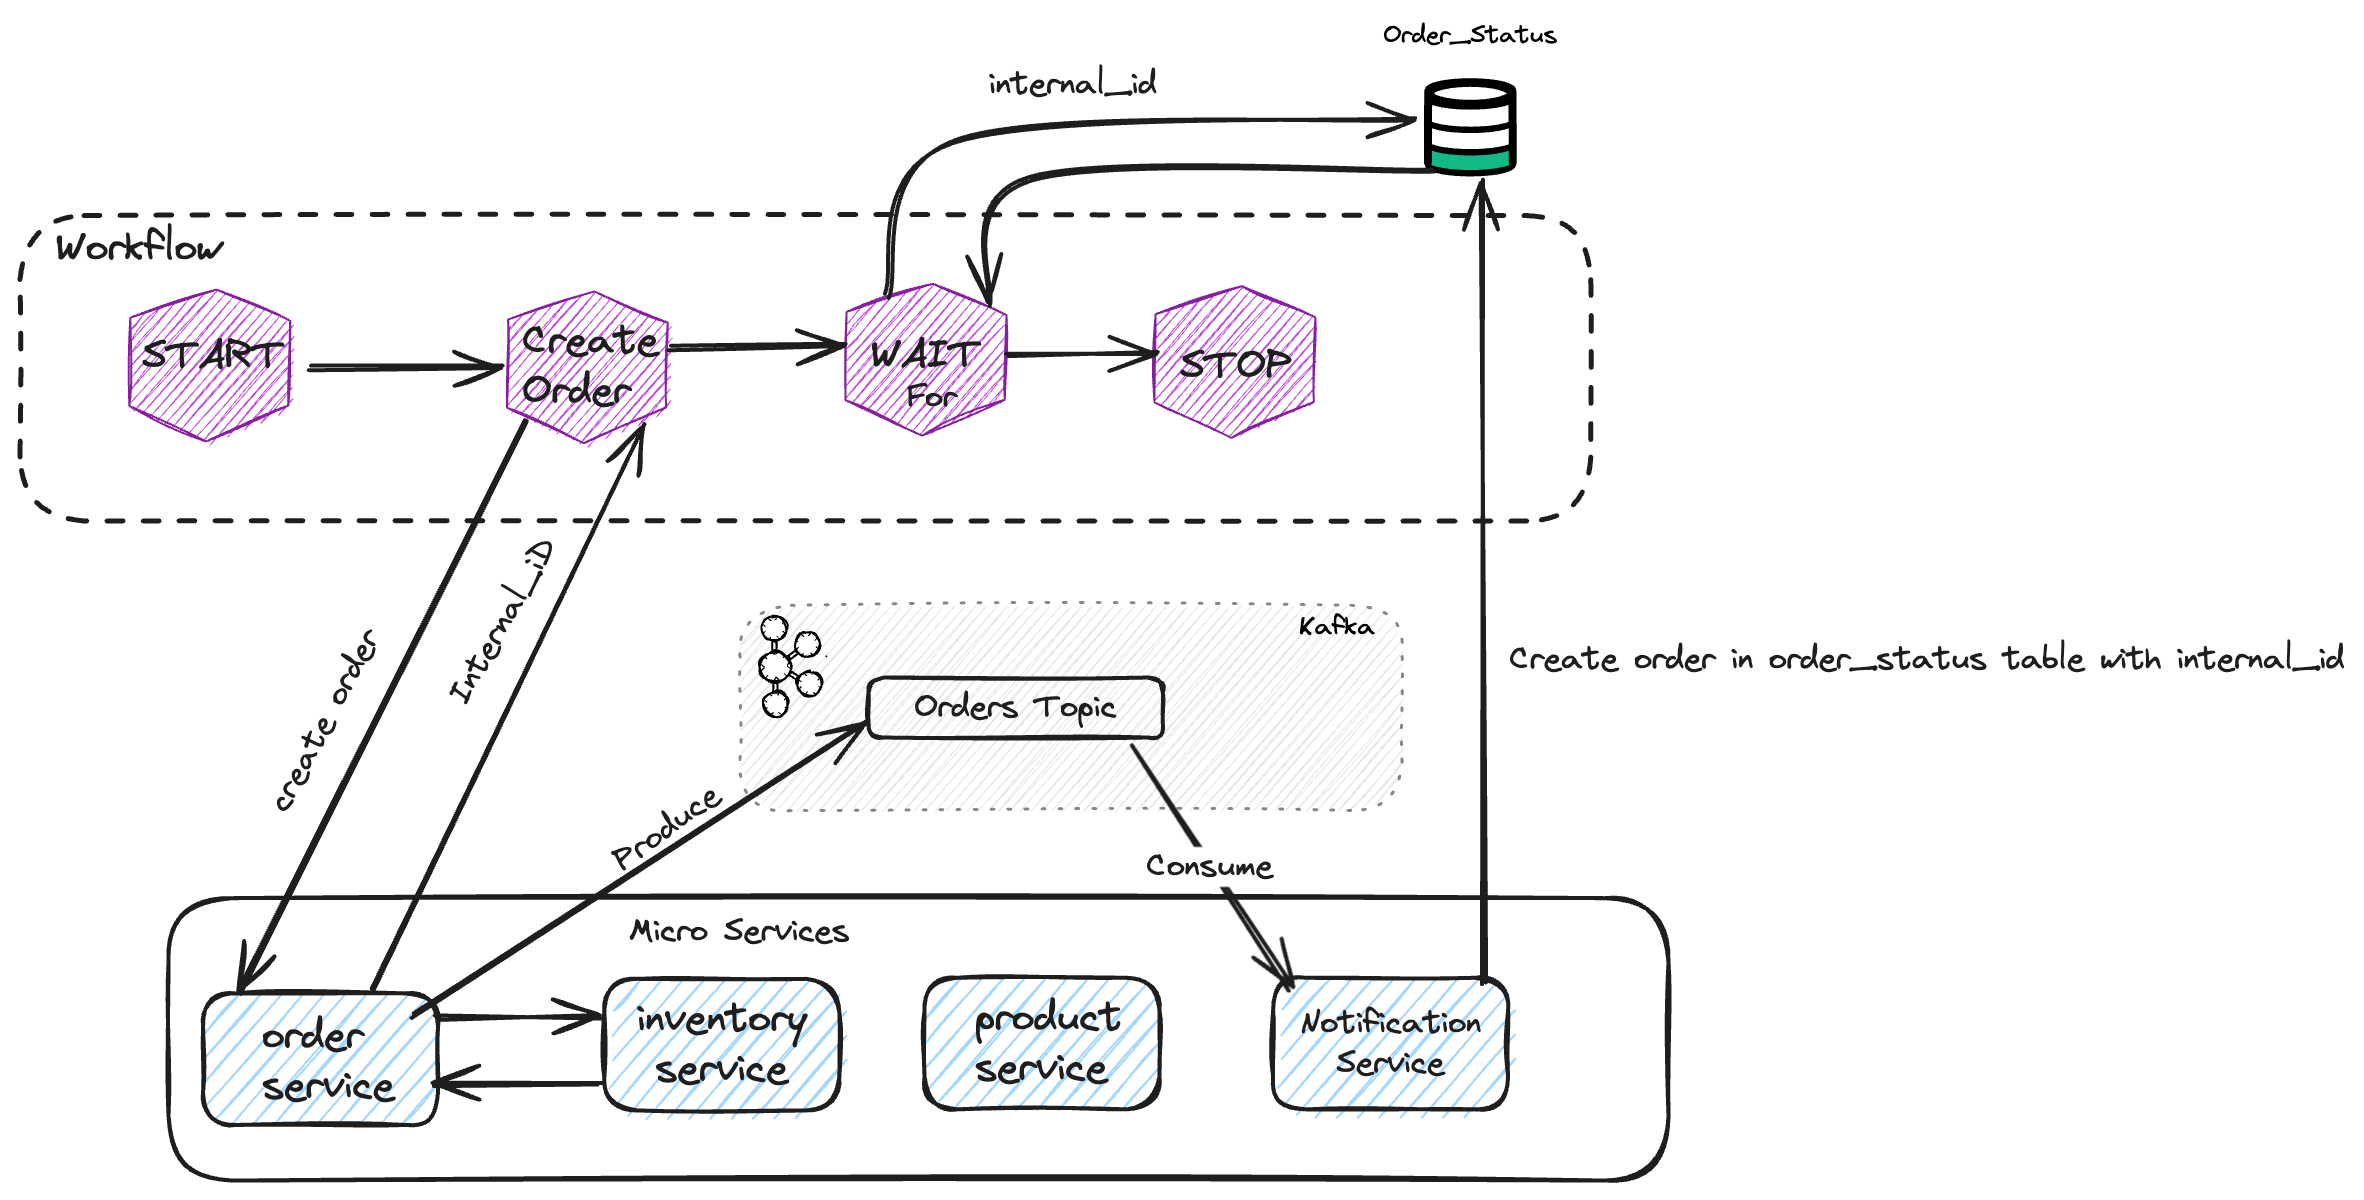 Order_Status
internal_id
Workflow
START
Create
Order
WAIT
For
STOP
create order
Internal_iD
Kafka
Orders Topic
Create order in order_status table with internal_id
Produce
Consume
Micro Services
order
service
inventory
service
product
service
Notification
Service